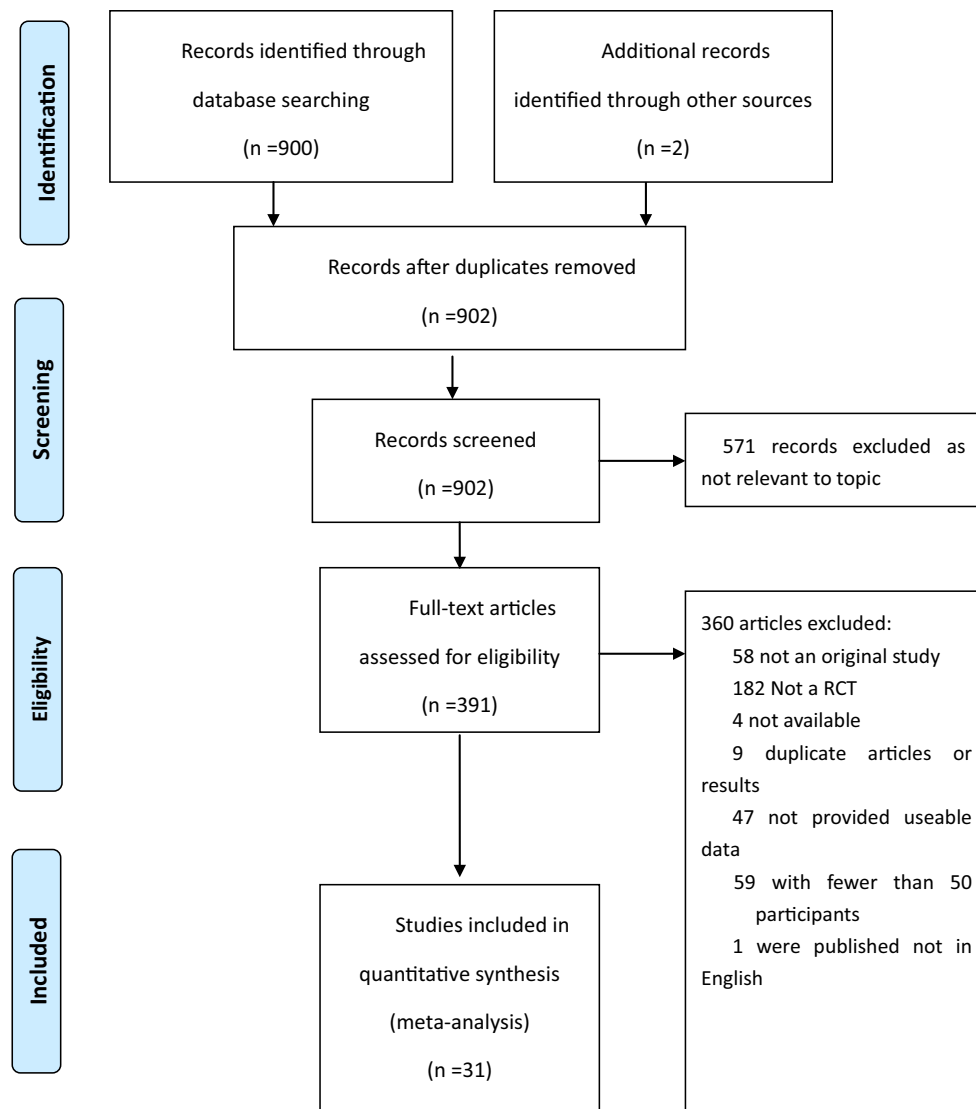 Identification
Records identified through
database searching
(n =900)
Additional records
identified through other sources
(n =2)
Records after duplicates removed
(n =902)
Screening
Records screened
(n =902)
571 records excluded as
not relevant to topic
Eligibility
Full-text articles
assessed for eligibility
(n =391)
360 articles excluded:
58 not an original study
182 Not a RCT
4 not available
9 duplicate articles or
results
47 not provided useable
data
59 with fewer than 50
participants
1 were published not in
English
Included
Studies included in
quantitative synthesis
(meta-analysis)
(n =31)